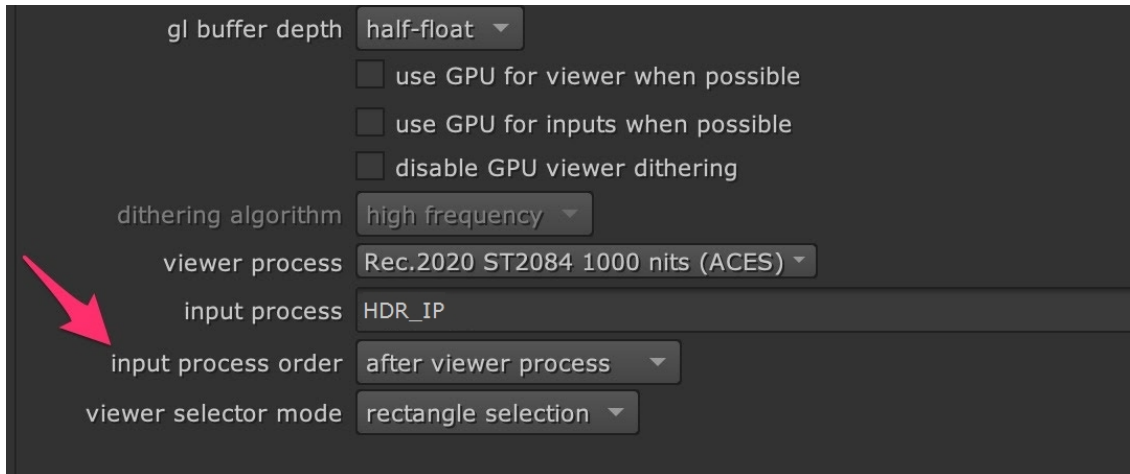 gl buffer depth half-float
use GPU for viewer when possible
use GPU for inputs when possible
disable GPU viewer dithering
dithering algorithm high frequency
viewer process Rec.2020 ST2084 1000 nits (ACES)
input process HDR_IP
input process order after viewer process
viewer selector mode rectangle selection